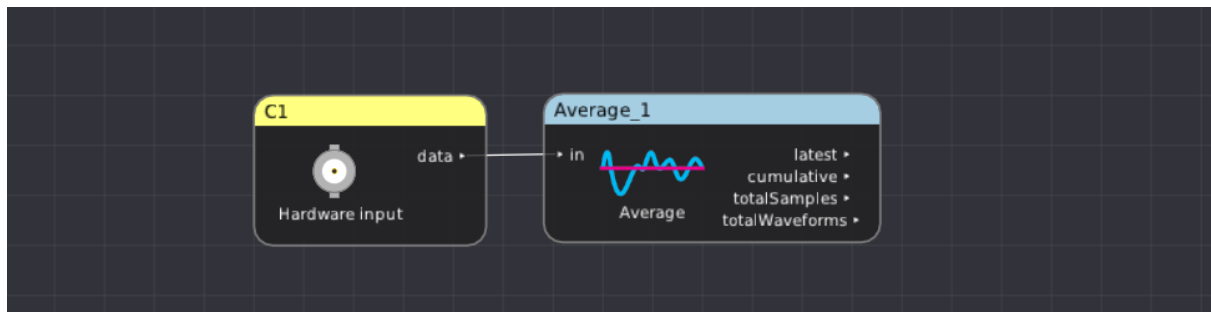 C1
data
Hardware input
Average_1
in
Average
latest
cumulative
totalSamples
totalWaveforms